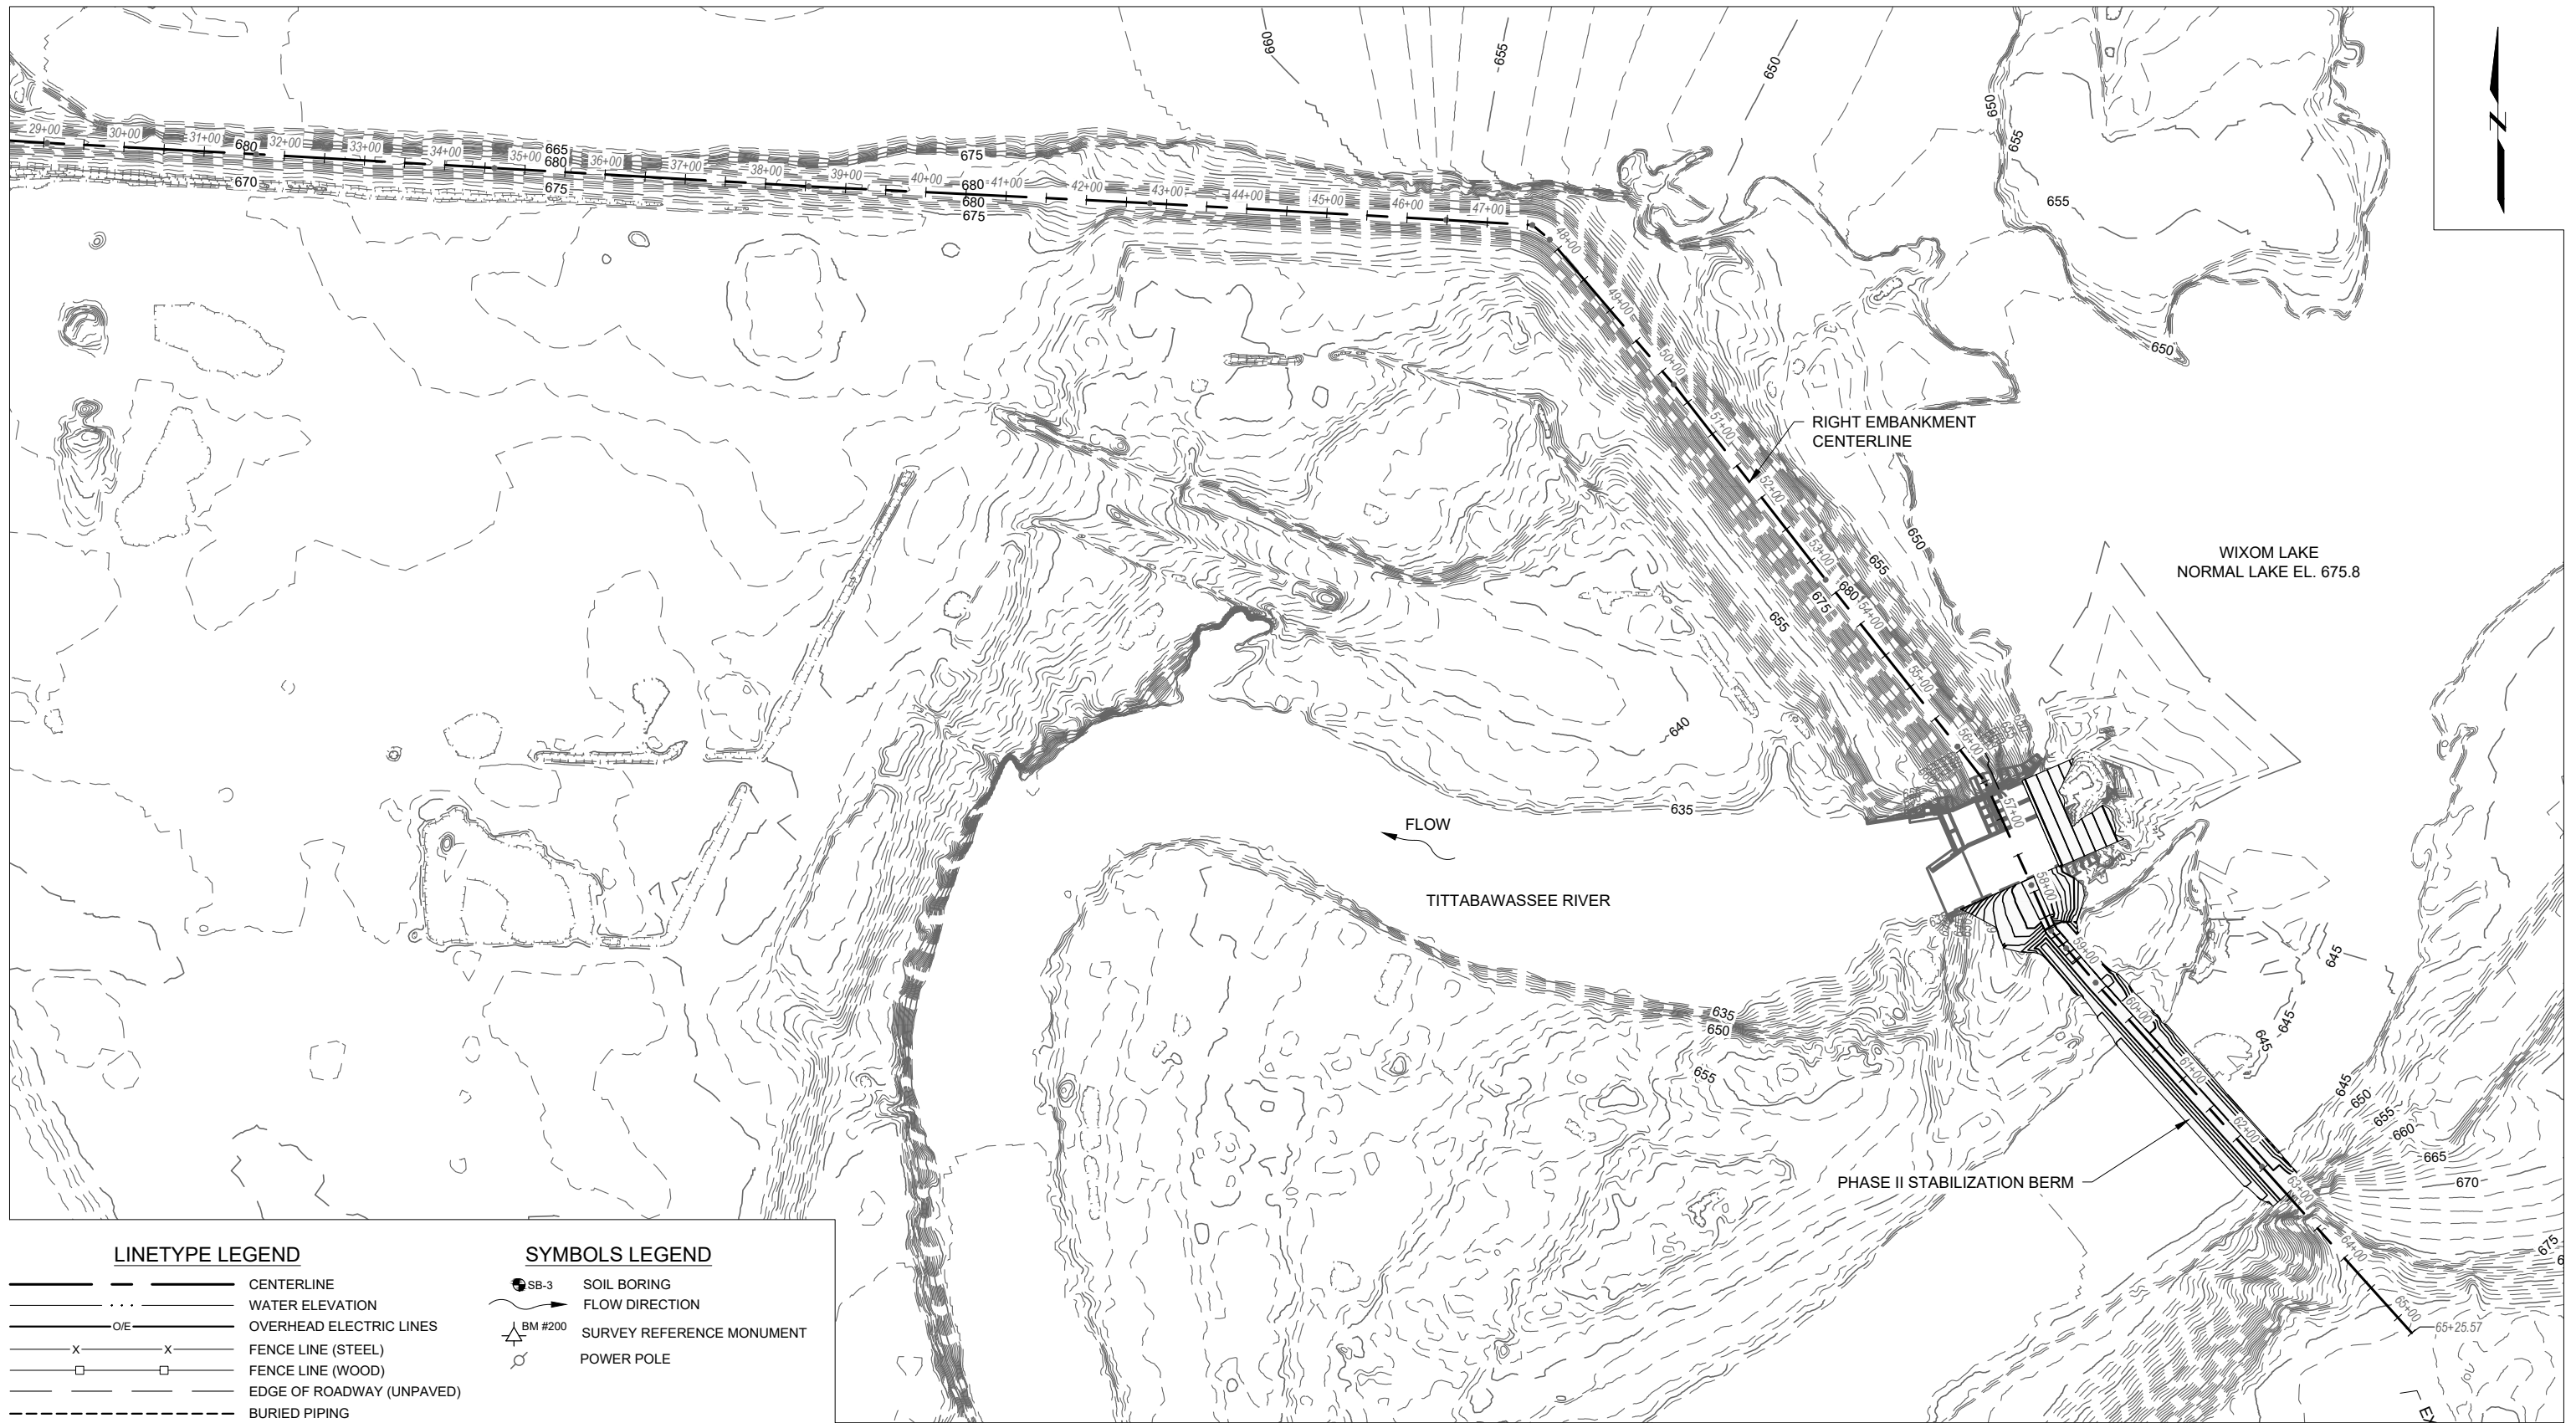 660
-655
650
650
655
29+00
30+00
31+00
680
32+00
33+00
34+00
665
680
35+00
36+00
37+00
38+00
39+00
675
40+00
680
41+00
42+00
43+00
44+00
45+00
46+00
47+00
48+00
670
675
680
675
655
650
49+00
50+00
51+00
RIGHT EMBANKMENT
CENTERLINE
52+00
53+00
650
655
WIXOM LAKE
NORMAL LAKE EL. 675.8
680
54+00
675
655
55+00
640
56+00
635
57+00
FLOW
TITTABAWASSEE RIVER
58+00
59+00
645
60+00
635
650
645
645
655
61+00
645
650
655
660
62+00
665
PHASE II STABILIZATION BERM
670
63+00
64+00
675
65+00
65+25.57
LINETYPE LEGEND
CENTERLINE
WATER ELEVATION
O/E
OVERHEAD ELECTRIC LINES
X X
FENCE LINE (STEEL)
FENCE LINE (WOOD)
EDGE OF ROADWAY (UNPAVED)
BURIED PIPING
SYMBOLS LEGEND
SB-3
SOIL BORING
FLOW DIRECTION
BM #200
SURVEY REFERENCE MONUMENT
POWER POLE
Z